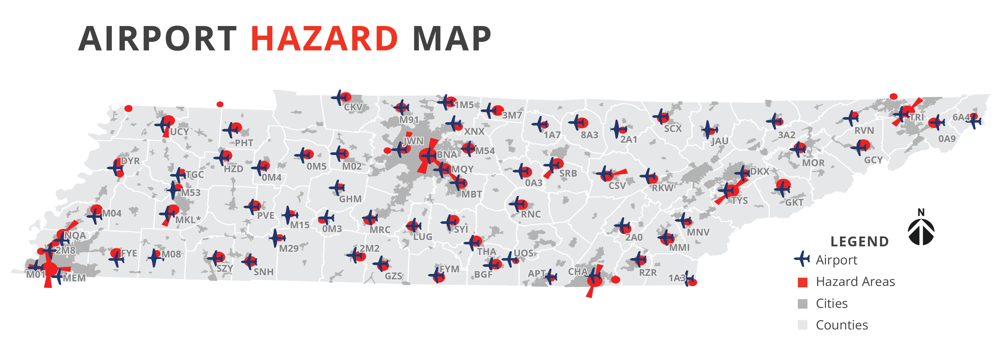 AIRPORT HAZARD MAP
CKV
M91
1M5
3M7
UCY
PHT
XNX
1A7
8A3
2A1
SCX
JAU
3A2
RVN
TRI
6A4
0A9
JWN
BNA
M54
DYR
TGC
HZD
0M4
0M5
M02
MQY
MBT
0A3
SRB
CSV
RKW
DKX
TYS
MOR
GCY
GKT
M53
GHM
M04
MKL*
PVE
M15
0M3
MRC
LUG
SYI
RNC
2A0
MNV
MMI
NQA
2M8
M01
MEM
FYE
M08
SZY
SNH
M29
2M2
GZS
FYM
THA
BGF
UOS
APT
CHA
RZR
1A3
N
LEGEND
Airport
Hazard Areas
Cities
Counties